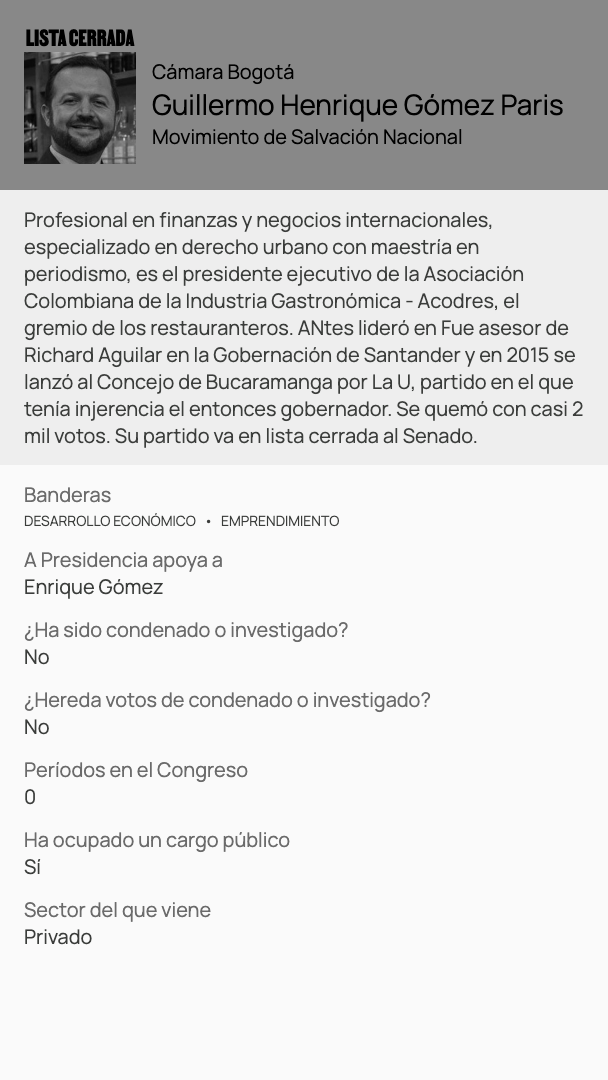 LISTA CERRADA
Cámara Bogotá
Guillermo Henrique Gómez Paris
Movimiento de Salvación Nacional
Profesional en finanzas y negocios internacionales,
especializado en derecho urbano con maestría en
periodismo, es el presidente ejecutivo de la Asociación
Colombiana de la Industria Gastronómica - Acodres, el
gremio de los restauranteros. ANtes lideró en Fue asesor de
Richard Aguilar en la Gobernación de Santander y en 2015 se
lanzó al Concejo de Bucaramanga por La U, partido en el que
tenía injerencia el entonces gobernador. Se quemó con casi 2
mil votos. Su partido va en lista cerrada al Senado.
Banderas
DESARROLLO ECONÓMICO • EMPRENDIMIENTO
A Presidencia apoya a
Enrique Gómez
¿Ha sido condenado o investigado?
No
¿Hereda votos de condenado o investigado?
No
Períodos en el Congreso
0
Ha ocupado un cargo público
Sí
Sector del que viene
Privado